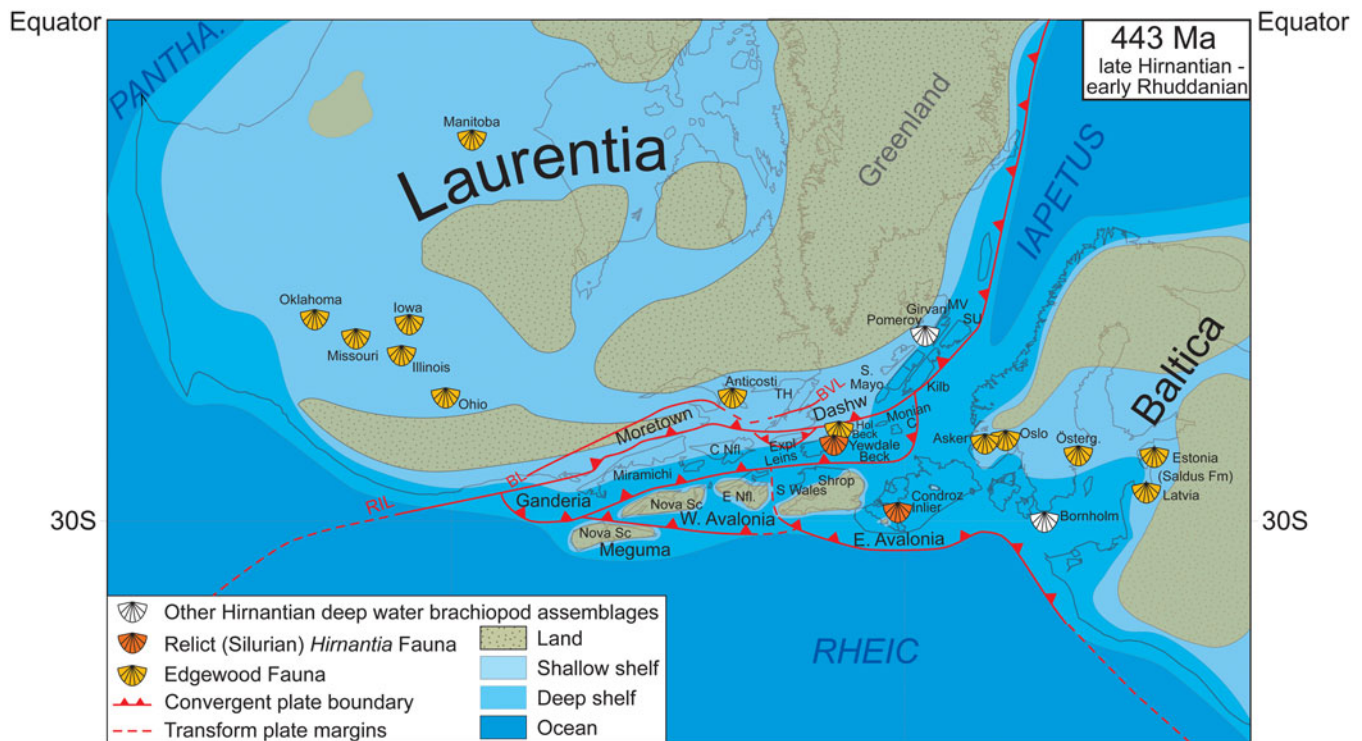 Equator
Equator
PANTHA.
443 Ma
late Hirnantian -
early Rhuddanian
Greenland
Manitoba
Laurentia
IAPETUS
Oklahoma
Iowa
Missouri
Illinois
Ohio
Girvan
MV
Pomeroy
SU
Baltica
S.
Mayo
Kilb
Anticosti
TH
BVL
Dashw
Moretown
Monian
C
Hol
Beck
Yewdale
Beck
Expl
Leins
C Nfl.
Miramichi
BL
RIL
Ganderia
Asker
Oslo
Österg.
Estonia
(Saldus Fm)
Latvia
Shrop
S Wales
E Nfl.
Nova Sc
W. Avalonia
Condroz
Inlier
Bornholm
30S
30S
Nova Sc
Meguma
E. Avalonia
RHEIC
Other Hirnantian deep water brachiopod assemblages
Relict (Silurian) Hirnantia Fauna
Edgewood Fauna
Convergent plate boundary
Transform plate margins
Land
Shallow shelf
Deep shelf
Ocean